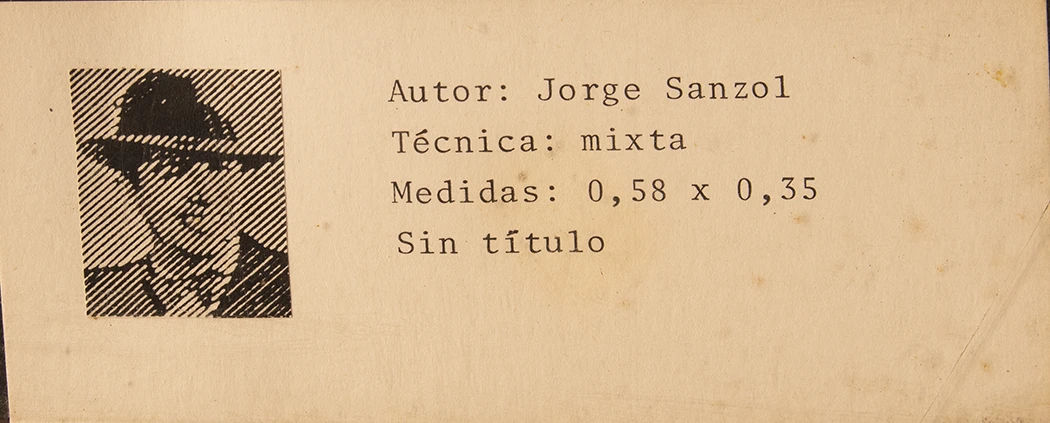 Autor: Jorge Sanzol
Técnica: mixta
Medidas: 0,58 x 0,35
Sin título